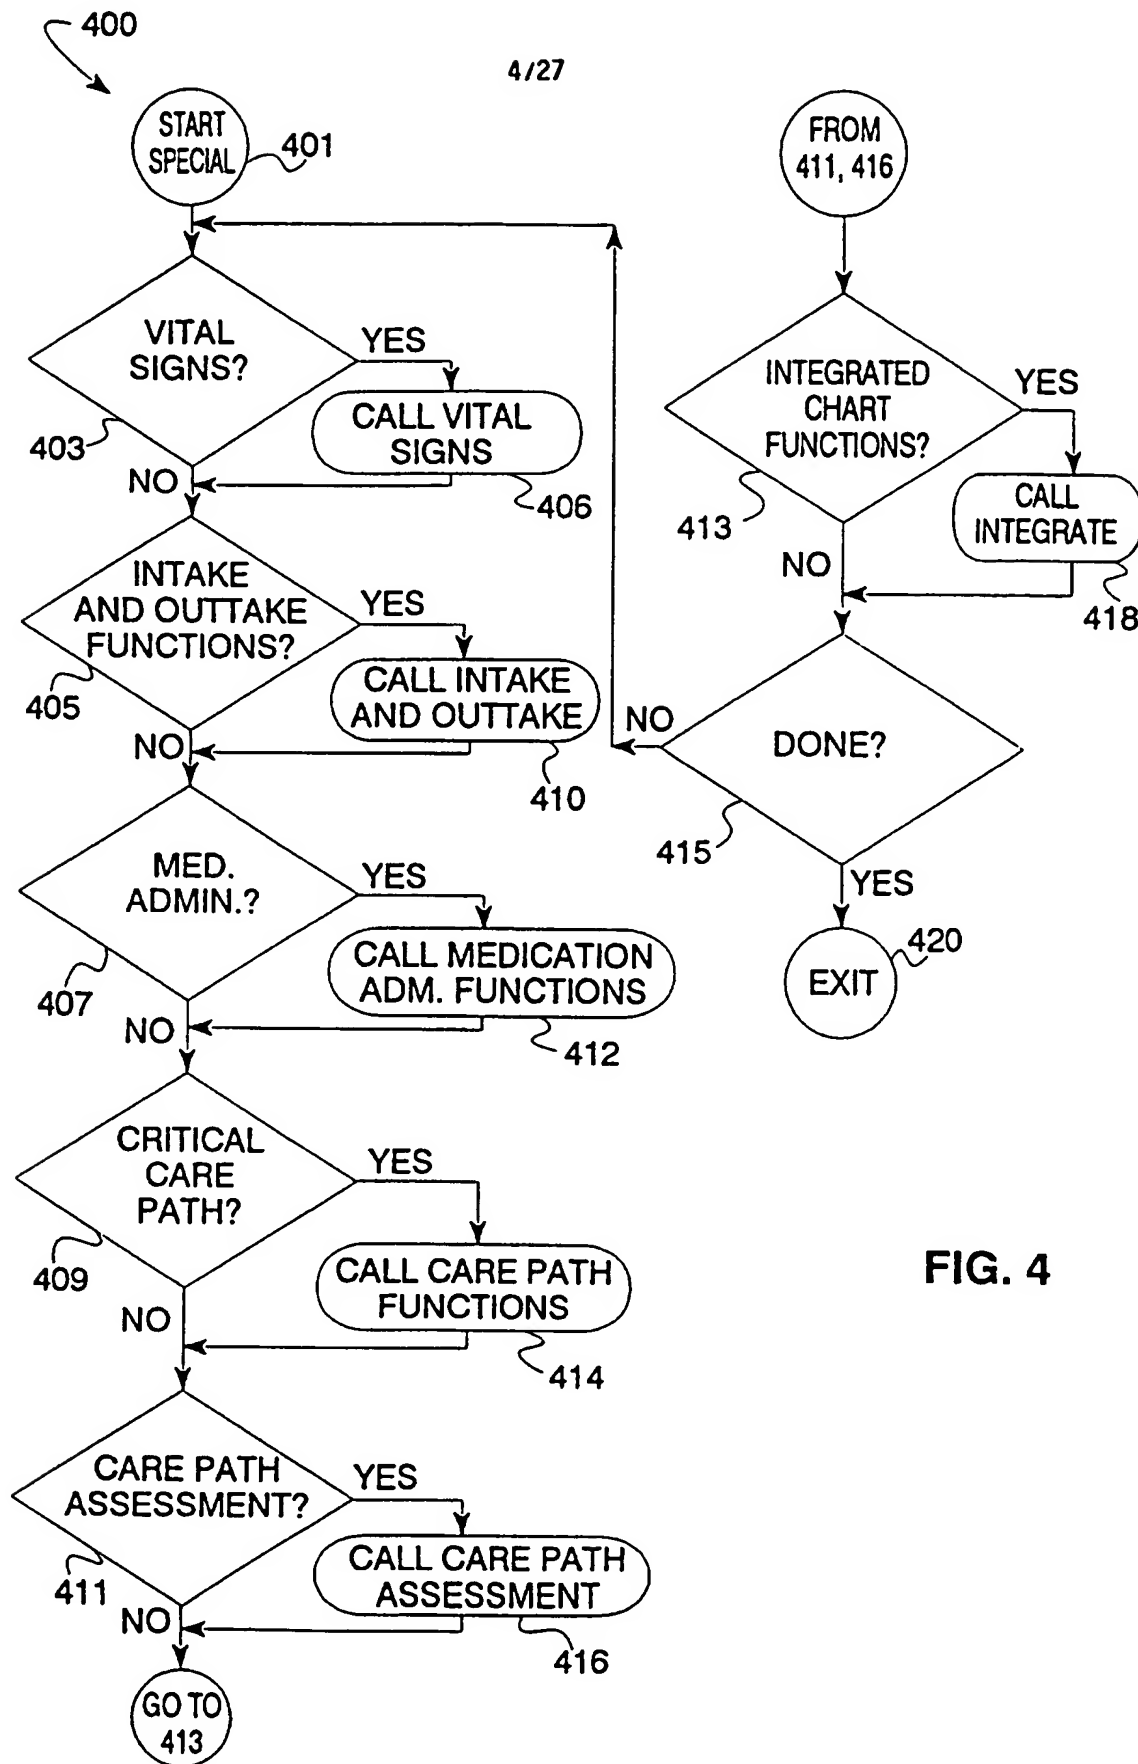 400
4/27
START
SPECIAL
401
VITAL
SIGNS?
YES
403
CALL VITAL
SIGNS
NO
406
INTAKE
AND OUTTAKE
FUNCTIONS?
YES
405
CALL INTAKE
AND OUTTAKE
NO
410
MED.
ADMIN.?
YES
407
CALL MEDICATION
ADM. FUNCTIONS
NO
412
CRITICAL
CARE
PATH?
YES
409
CALL CARE PATH
FUNCTIONS
NO
414
CARE PATH
ASSESSMENT?
YES
411
CALL CARE PATH
ASSESSMENT
NO
416
GO TO
413
FROM
411, 416
INTEGRATED
CHART
FUNCTIONS?
YES
413
CALL
INTEGRATE
NO
418
DONE?
NO
415
YES
EXIT
420
FIG. 4